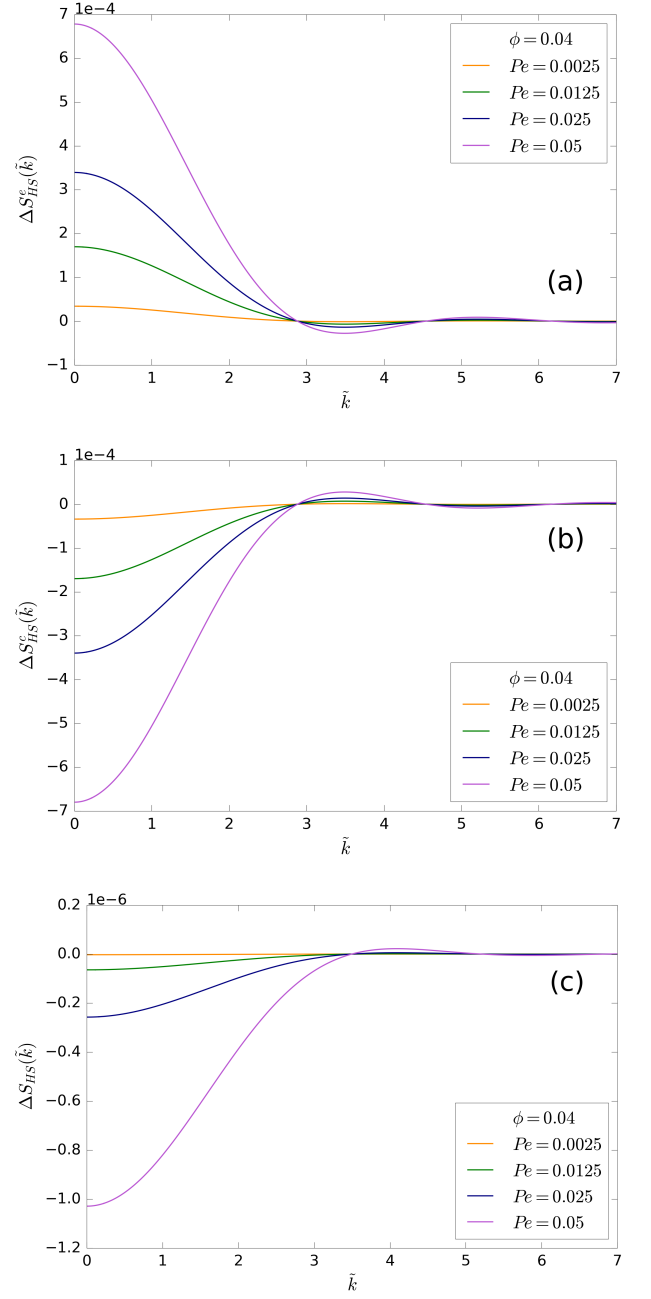 1e−4
7
6
5
4
3
2
1
0
−1
ΔS^e_HS(k̃)
ϕ = 0.04
Pe = 0.0025
Pe = 0.0125
Pe = 0.025
Pe = 0.05
(a)
0 1 2 3 4 5 6 7
k̃
1e−4
1
0
−1
−2
−3
−4
−5
−6
−7
ΔS^c_HS(k̃)
(b)
ϕ = 0.04
Pe = 0.0025
Pe = 0.0125
Pe = 0.025
Pe = 0.05
0 1 2 3 4 5 6 7
k̃
1e−6
0.2
0.0
−0.2
−0.4
−0.6
−0.8
−1.0
−1.2
ΔS_HS(k̃)
(c)
ϕ = 0.04
Pe = 0.0025
Pe = 0.0125
Pe = 0.025
Pe = 0.05
0 1 2 3 4 5 6 7
k̃